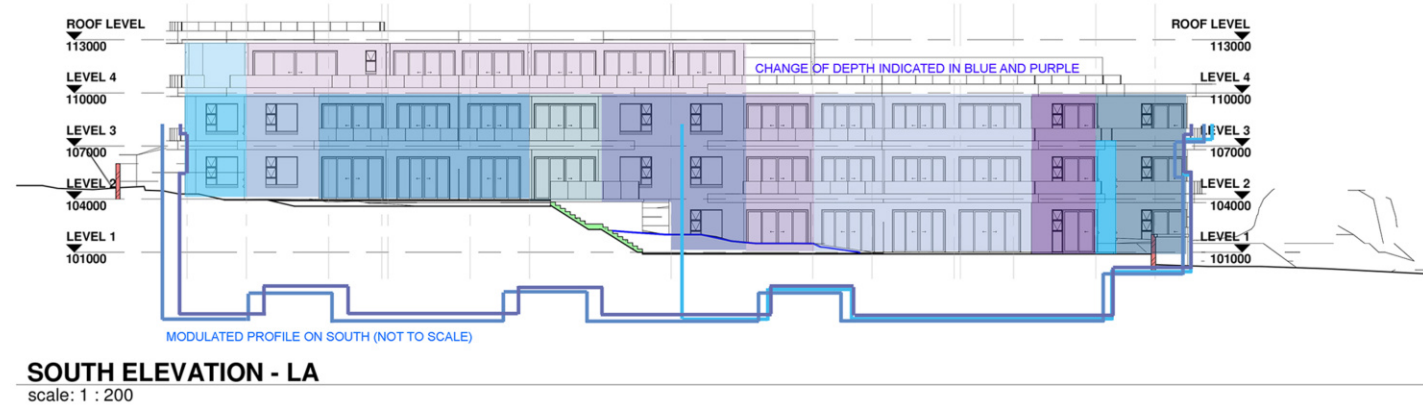 ROOF LEVEL
113000
LEVEL 4
110000
LEVEL 3
107000
LEVEL 2
104000
LEVEL 1
101000
CHANGE OF DEPTH INDICATED IN BLUE AND PURPLE
ROOF LEVEL
113000
LEVEL 4
110000
LEVEL 3
107000
LEVEL 2
104000
LEVEL 1
101000
MODULATED PROFILE ON SOUTH (NOT TO SCALE)
SOUTH ELEVATION - LA
scale: 1 : 200